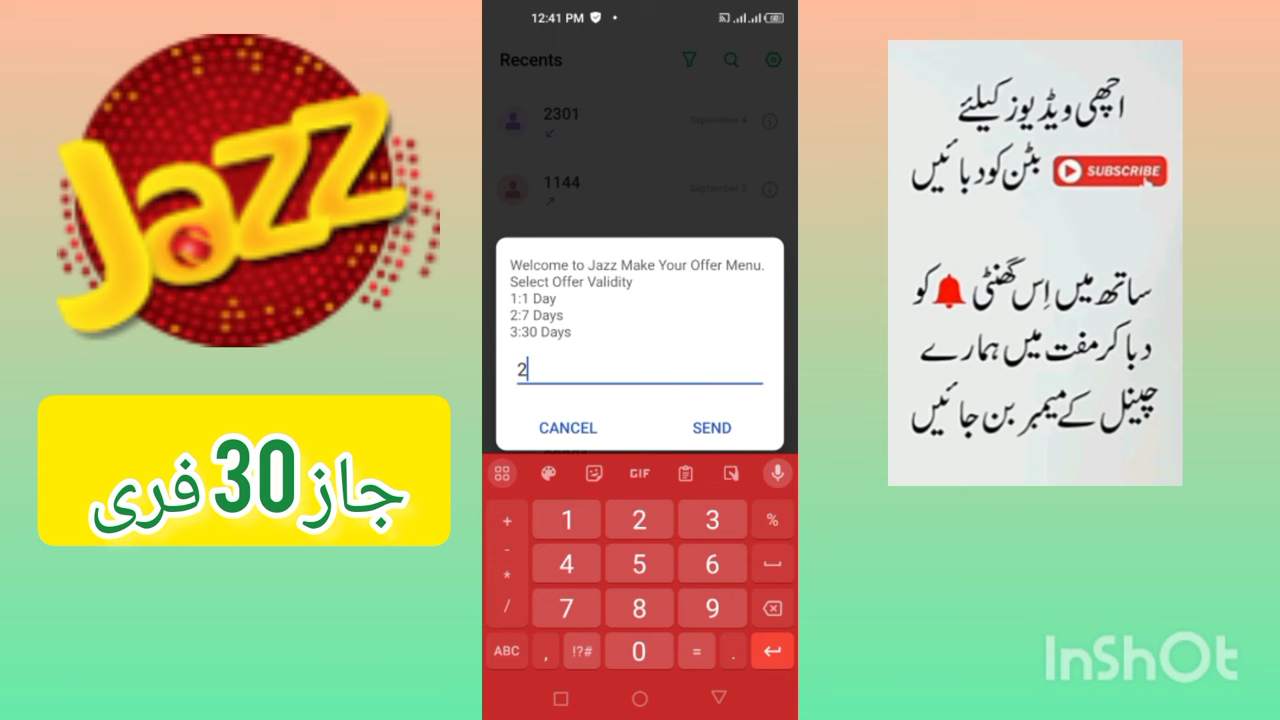 Jazz
جاز 30 فری
12:41 PM
Recents
2301
September 4
1144
September 2
Welcome to Jazz Make Your Offer Menu.
Select Offer Validity
1:1 Day
2:7 Days
3:30 Days
2
CANCEL
SEND
GIF
+ 1 2 3 %
- 
* 4 5 6
/ 7 8 9
ABC , !?# 0 = .
اچھی ویڈیوز کیلئے
SUBSCRIBE بٹن کو دبائیں
ساتھ میں اِس گھنٹی کو
دبا کر مفت میں ہمارے
چینل کے میمبر بن جائیں
InShOt